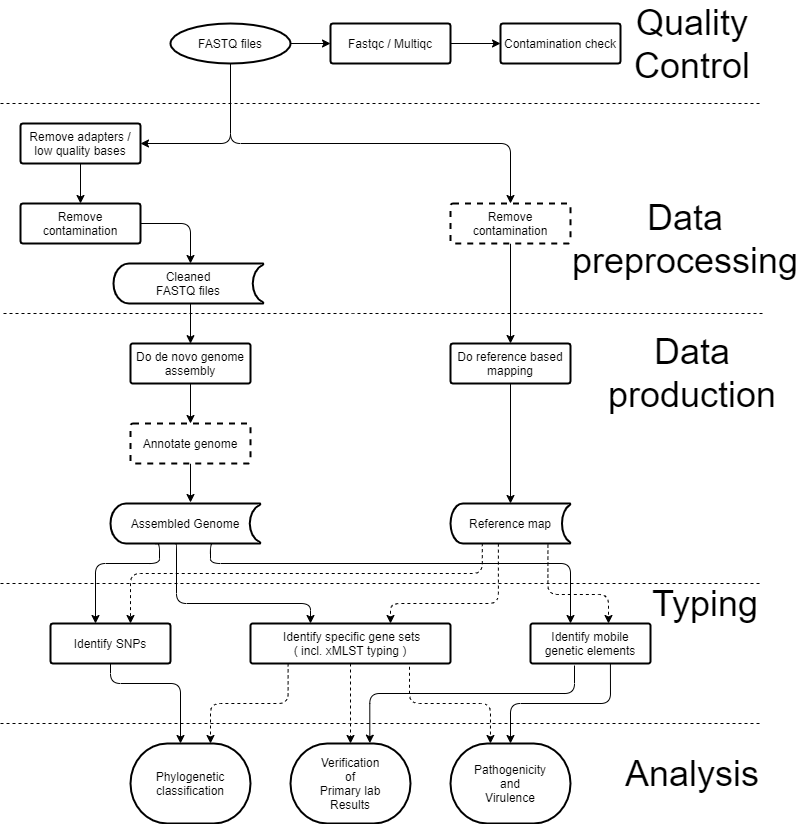 Quality
Control
FASTQ files
Fastqc / Multiqc
Contamination check
Remove adapters /
low quality bases
Remove
contamination
Remove
contamination
Data
preprocessing
Cleaned
FASTQ files
Data
production
Do de novo genome
assembly
Do reference based
mapping
Annotate genome
Assembled Genome
Reference map
Typing
Identify SNPs
Identify specific gene sets
( incl. xMLST typing )
Identify mobile
genetic elements
Analysis
Phylogenetic
classification
Verification
of
Primary lab
Results
Pathogenicity
and
Virulence